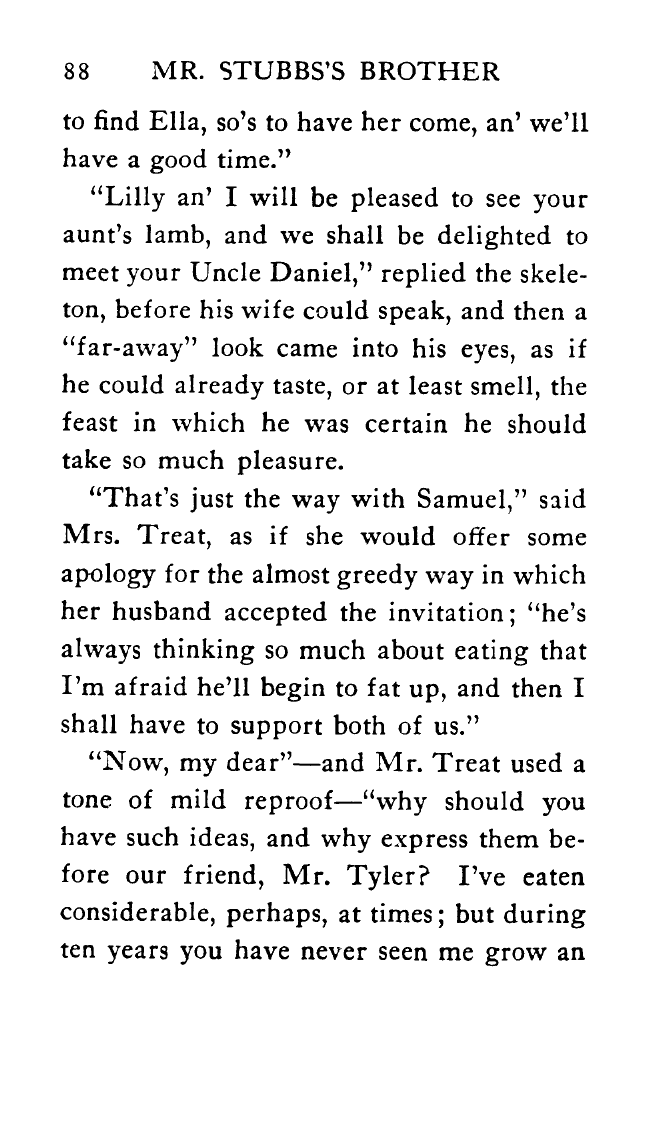 88 MR. STUBBS'S BROTHER
to find Ella, so's to have her come, an' we'll
have a good time.”
“Lilly an' I will be pleased to see your
aunt's lamb, and we shall be delighted to
meet your Uncle Daniel,” replied the skele-
ton, before his wife could speak, and then a
“far-away” look came into his eyes, as if
he could already taste, or at least smell, the
feast in which he was certain he should
take so much pleasure.
“That's just the way with Samuel,” said
Mrs. Treat, as if she would offer some
apology for the almost greedy way in which
her husband accepted the invitation; “he's
always thinking so much about eating that
I'm afraid he'll begin to fat up, and then I
shall have to support both of us.”
“Now, my dear”—and Mr. Treat used a
tone of mild reproof—“why should you
have such ideas, and why express them be-
fore our friend, Mr. Tyler? I've eaten
considerable, perhaps, at times; but during
ten years you have never seen me grow an